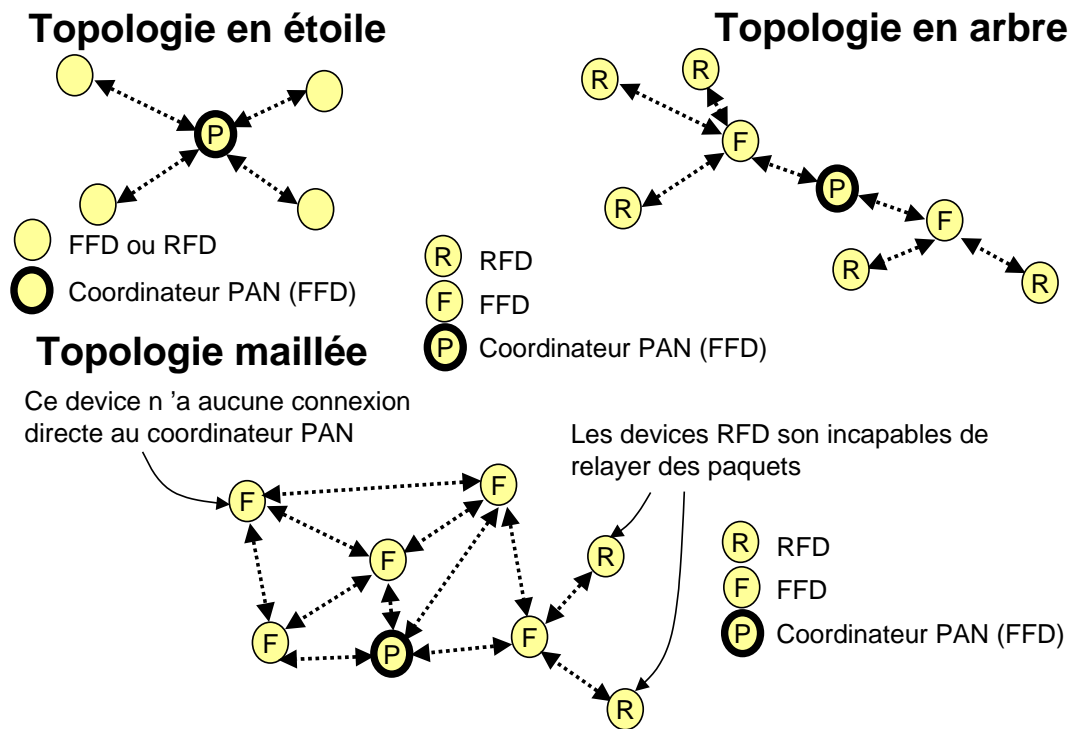 Topologie en étoile
P
FFD ou RFD
Coordinateur PAN (FFD)
Topologie en arbre
R
R
F
R
P
F
R
R
R RFD
F FFD
P Coordinateur PAN (FFD)
Topologie maillée
Ce device n 'a aucune connexion
directe au coordinateur PAN
Les devices RFD son incapables de
relayer des paquets
F
F
F
R
F
P
F
R
R RFD
F FFD
P Coordinateur PAN (FFD)